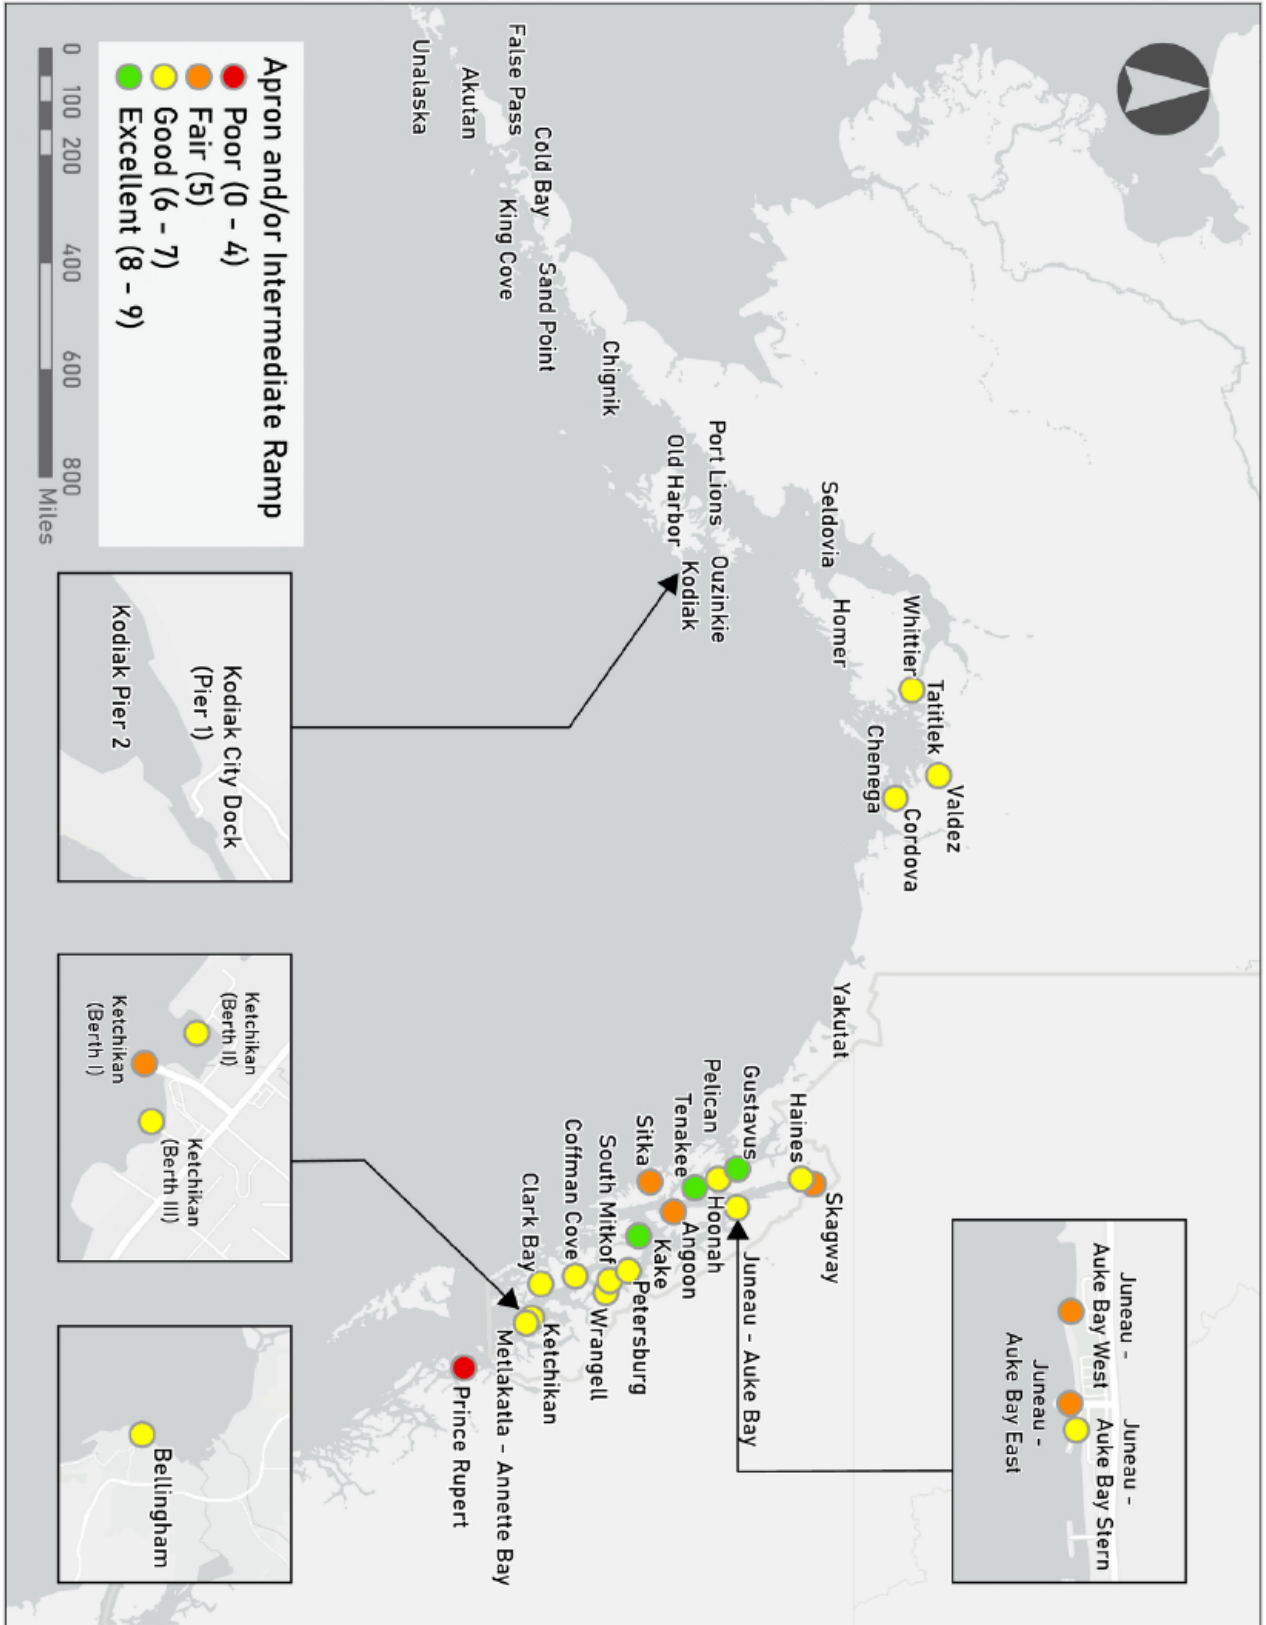 False Pass
Unalaska
Akutan
Cold Bay
King Cove
Sand Point
Chignik
Port Lions
Old Harbor
Ouzinkie
Kodiak
Seldovia
Homer
Whittier
Tatitlek
Chenega
Valdez
Cordova
Yakutat
Haines
Skagway
Gustavus
Pelican
Hoonah
Juneau - Auke Bay
Tenakee
Angoon
Sitka
Kake
South Mitkof
Petersburg
Coffman Cove
Wrangell
Clark Bay
Ketchikan
Metlakatla - Annette Bay
Prince Rupert
Juneau -
Auke Bay West
Juneau -
Auke Bay Stern
Juneau -
Auke Bay East
Apron and/or Intermediate Ramp
Poor (0 - 4)
Fair (5)
Good (6 - 7)
Excellent (8 - 9)
0 100 200 400 600 800
Miles
Kodiak City Dock
(Pier 1)
Kodiak Pier 2
Ketchikan
(Berth II)
Ketchikan
(Berth I)
Ketchikan
(Berth III)
Bellingham